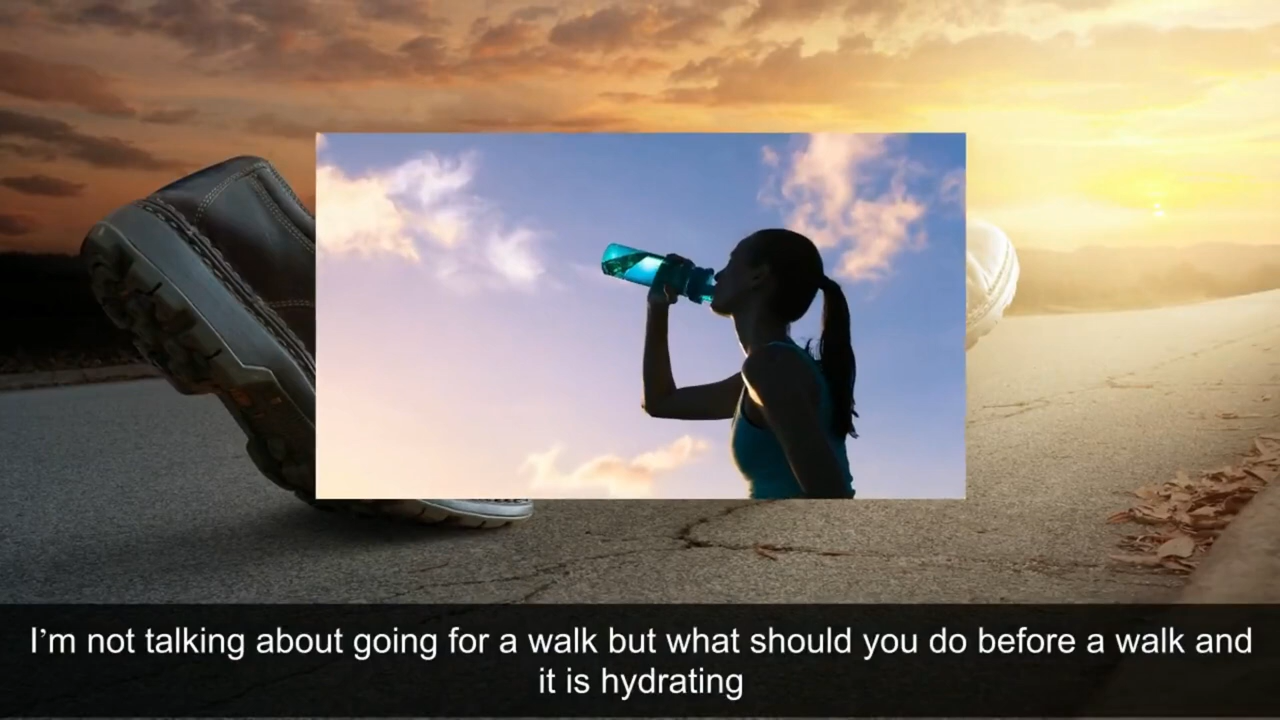 I’m not talking about going for a walk but what should you do before a walk and
it is hydrating